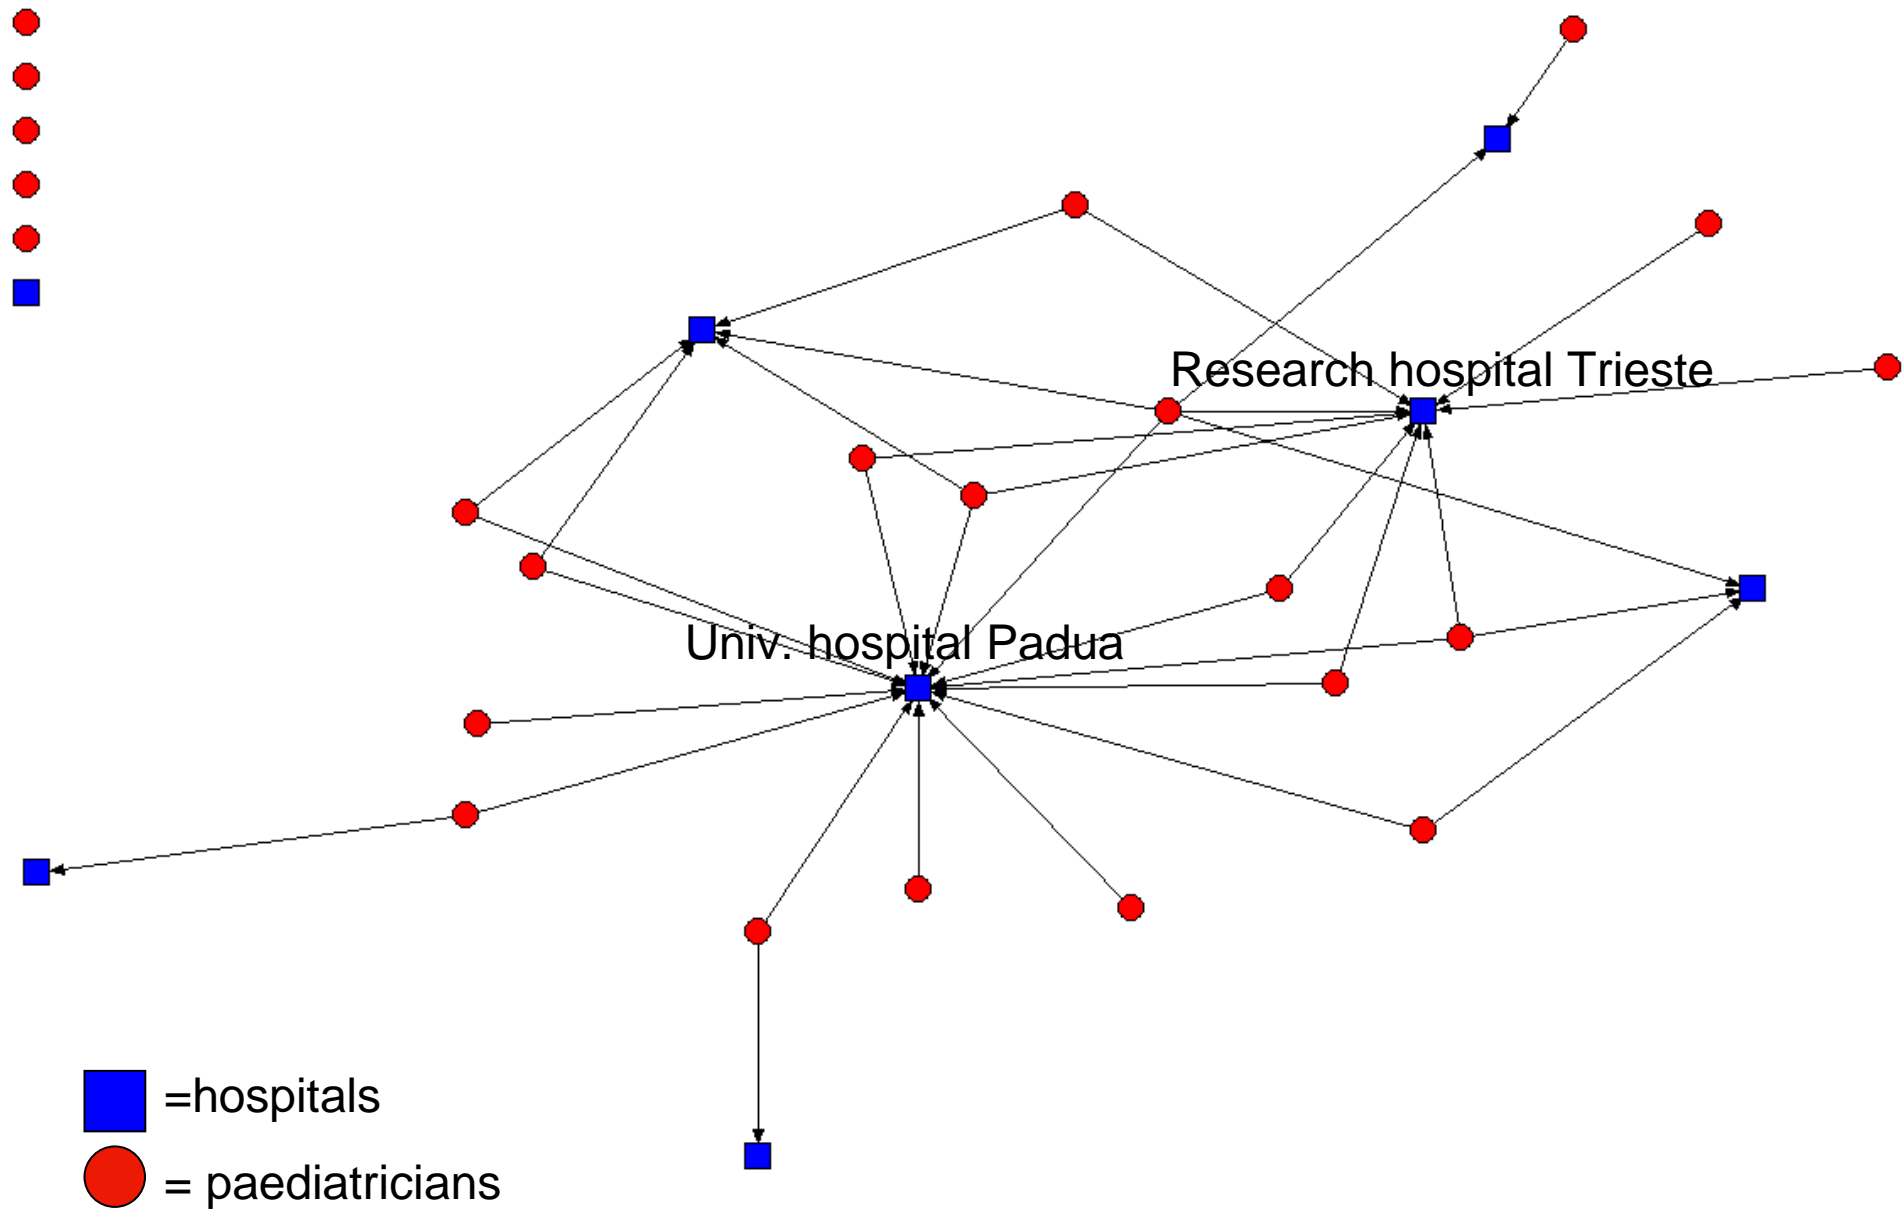 Research hospital Trieste
Univ. hospital Padua
=hospitals
= paediatricians